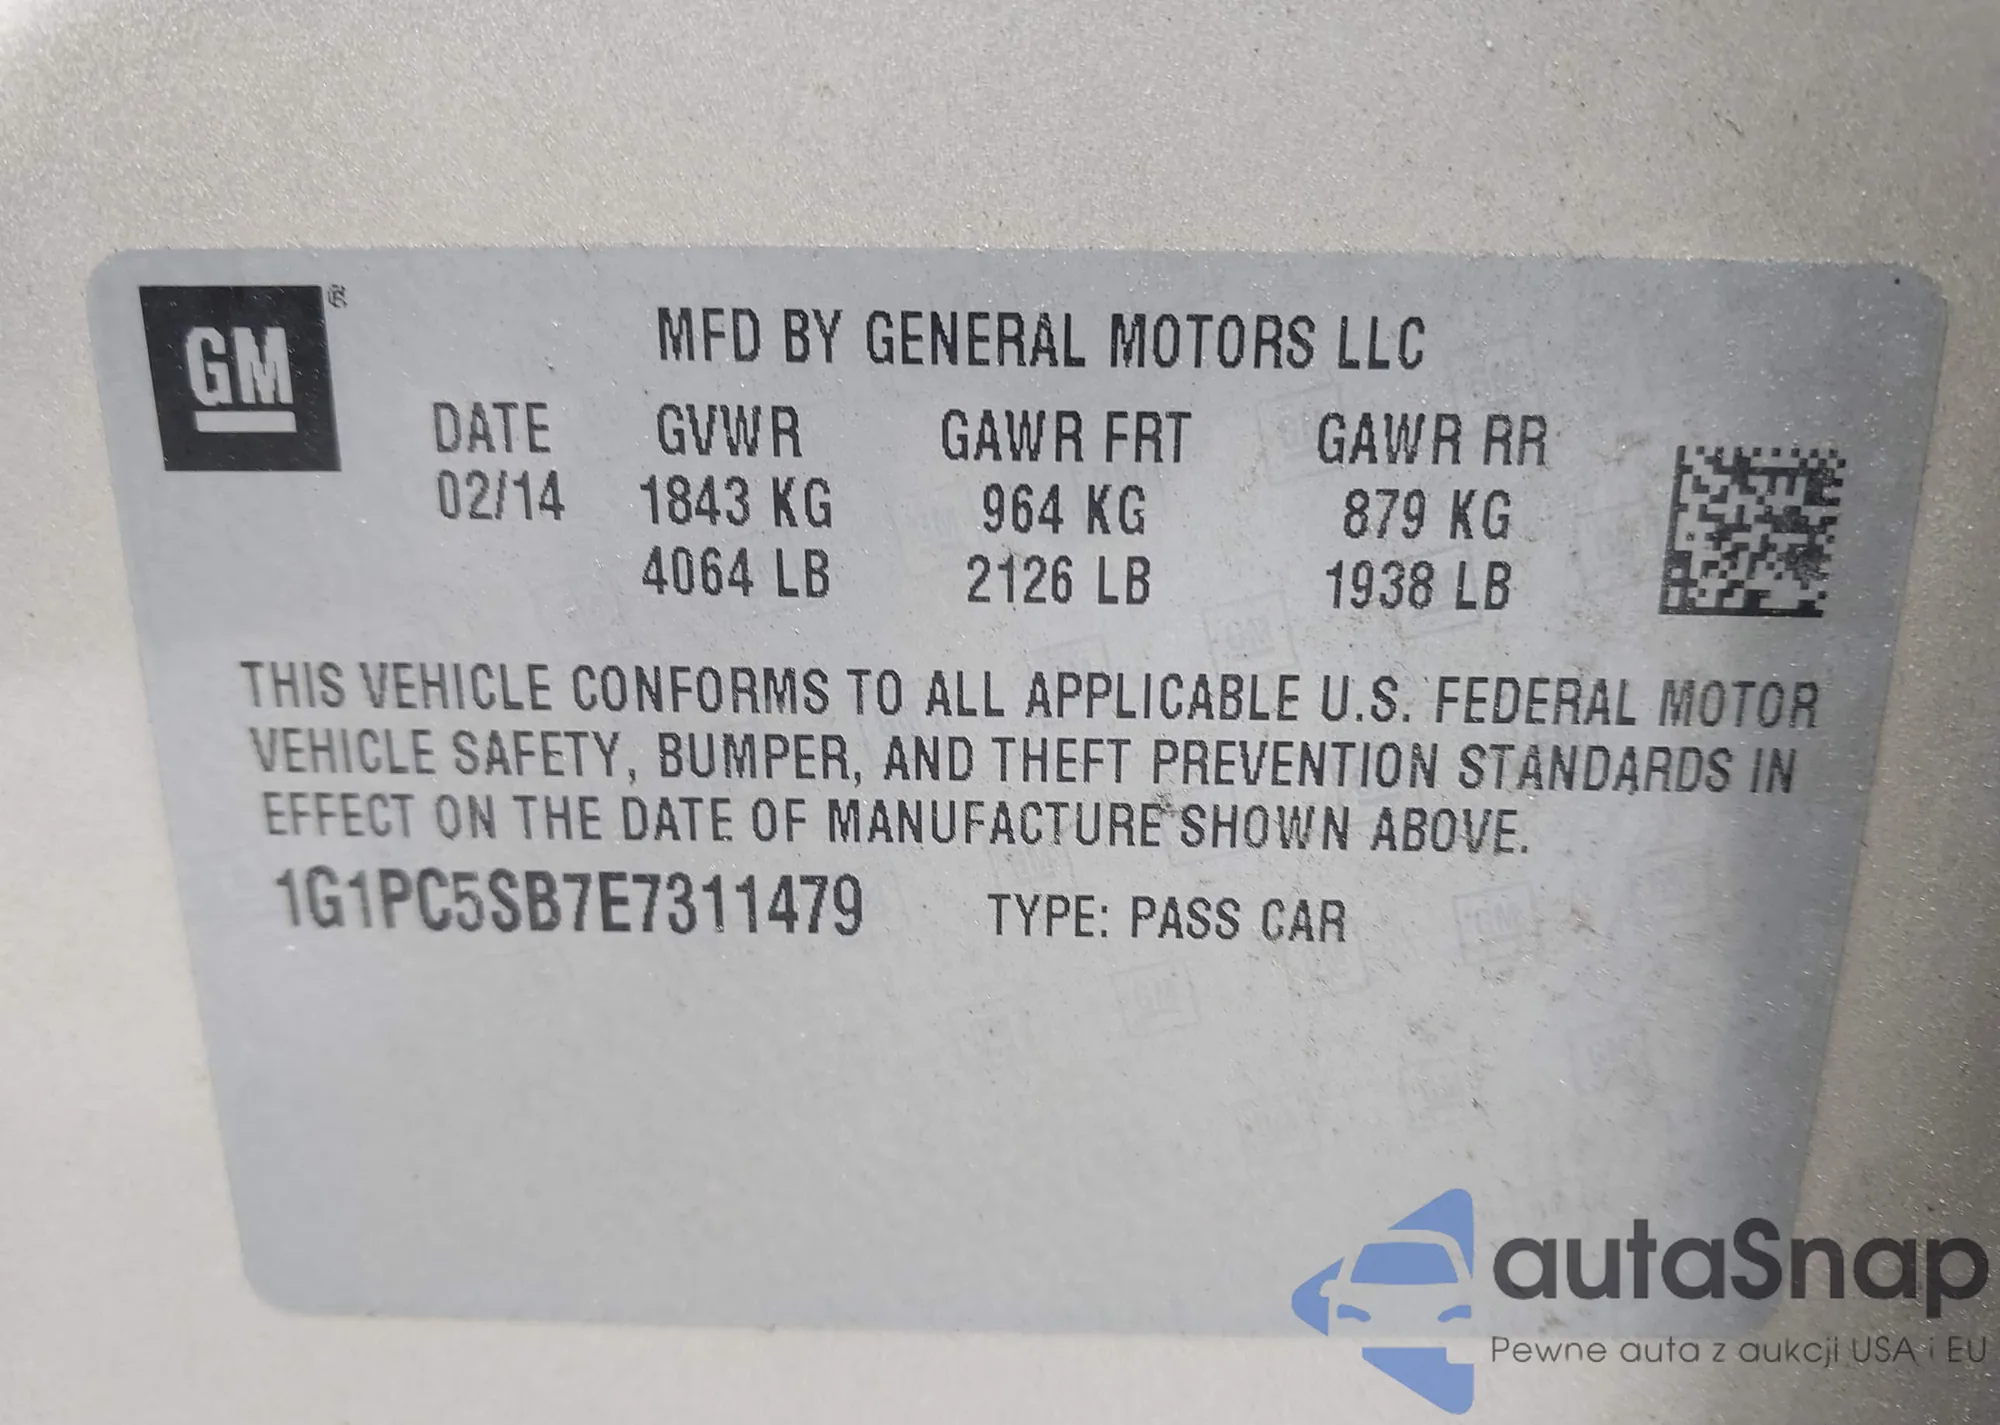 GM ®
MFD BY GENERAL MOTORS LLC
DATE GVWR GAWR FRT GAWR RR
02/14 1843 KG 964 KG 879 KG
4064 LB 2126 LB 1938 LB
THIS VEHICLE CONFORMS TO ALL APPLICABLE U.S. FEDERAL MOTOR
VEHICLE SAFETY, BUMPER, AND THEFT PREVENTION STANDARDS IN
EFFECT ON THE DATE OF MANUFACTURE SHOWN ABOVE.
1G1PC5SB7E7311479 TYPE: PASS CAR
autaSnap
Pewne auta z aukcji USA i EU